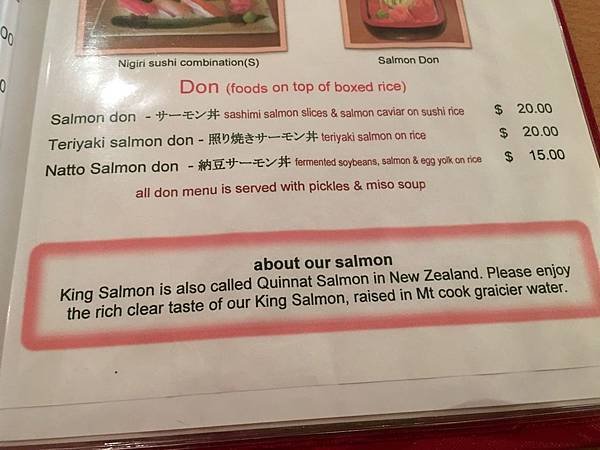 Nigiri sushi combination(S)
Salmon Don
Don (foods on top of boxed rice)
Salmon don - サーモン丼 sashimi salmon slices & salmon caviar on sushi rice $ 20.00
Teriyaki salmon don - 照り焼きサーモン丼 teriyaki salmon on rice $ 20.00
Natto Salmon don - 納豆サーモン丼 fermented soybeans, salmon & egg yolk on rice $ 15.00
all don menu is served with pickles & miso soup
about our salmon
King Salmon is also called Quinnat Salmon in New Zealand. Please enjoy
the rich clear taste of our King Salmon, raised in Mt cook graicier water.